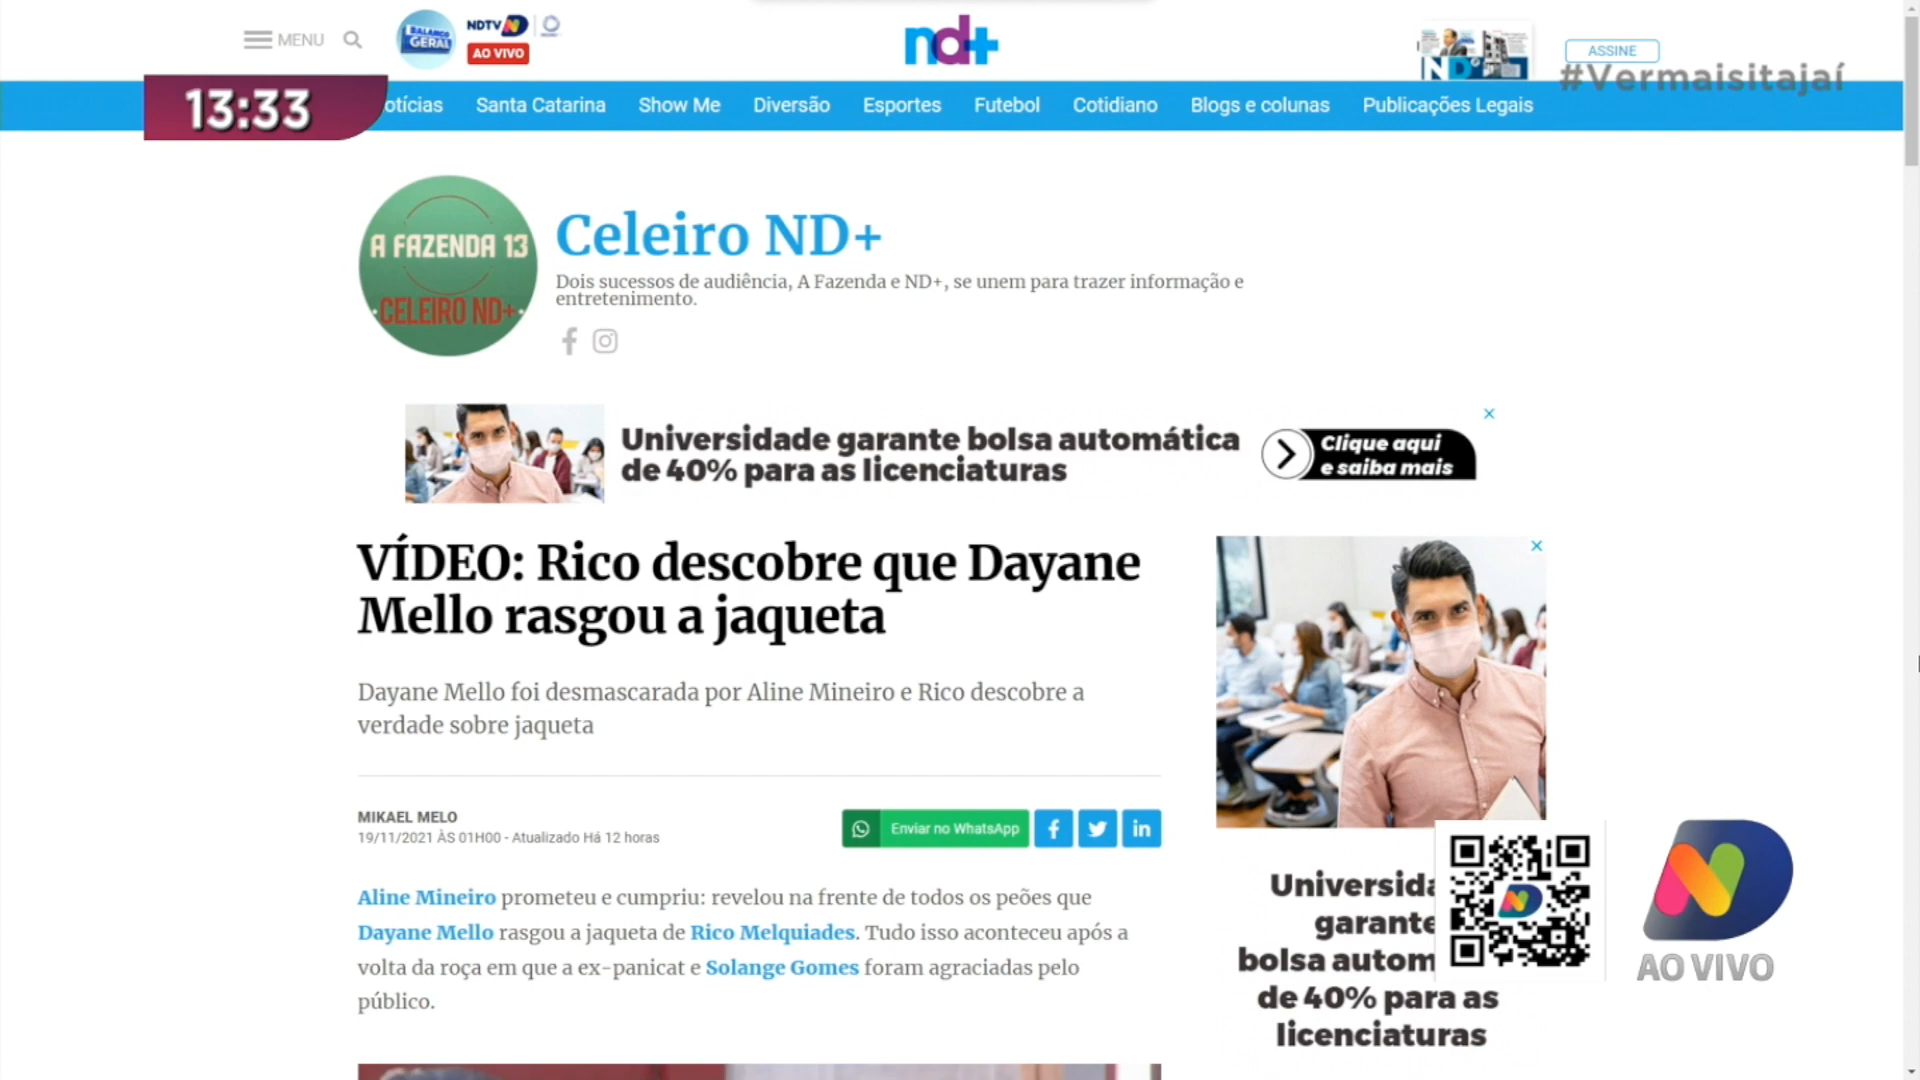 MENU
BALANÇO
GERAL
NDTV
AO VIVO
nd+
ASSINE
ND
#Vermaisitajaí
13:33
otícias
Santa Catarina
Show Me
Diversão
Esportes
Futebol
Cotidiano
Blogs e colunas
Publicações Legais
A FAZENDA 13
CELEIRO ND+
Celeiro ND+
Dois sucessos de audiência, A Fazenda e ND+, se unem para trazer informação e
entretenimento.
Universidade garante bolsa automática
de 40% para as licenciaturas
Clique aqui
e saiba mais
VÍDEO: Rico descobre que Dayane
Mello rasgou a jaqueta
Dayane Mello foi desmascarada por Aline Mineiro e Rico descobre a
verdade sobre jaqueta
MIKAEL MELO
19/11/2021 ÀS 01H00 - Atualizado Há 12 horas
Enviar no WhatsApp
Aline Mineiro prometeu e cumpriu: revelou na frente de todos os peões que
Dayane Mello rasgou a jaqueta de Rico Melquiades. Tudo isso aconteceu após a
volta da roça em que a ex-panicat e Solange Gomes foram agraciadas pelo
público.
Universida
garante
bolsa autom
de 40% para as
licenciaturas
AO VIVO